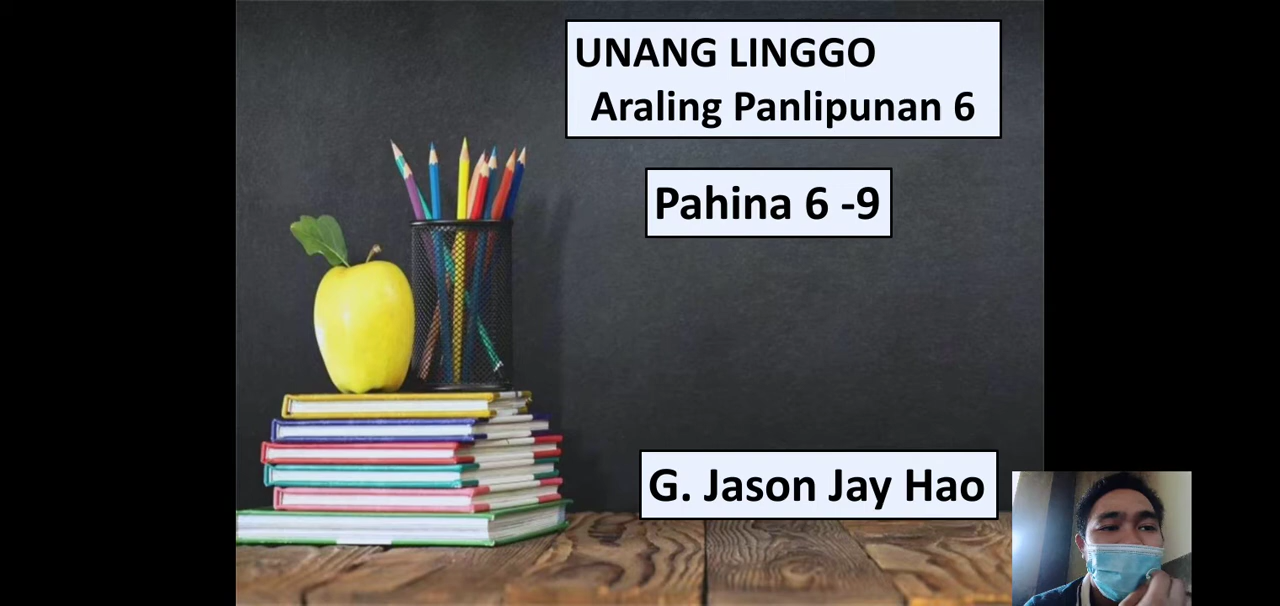 UNANG LINGGO
Araling Panlipunan 6
Pahina 6 -9
G. Jason Jay Hao